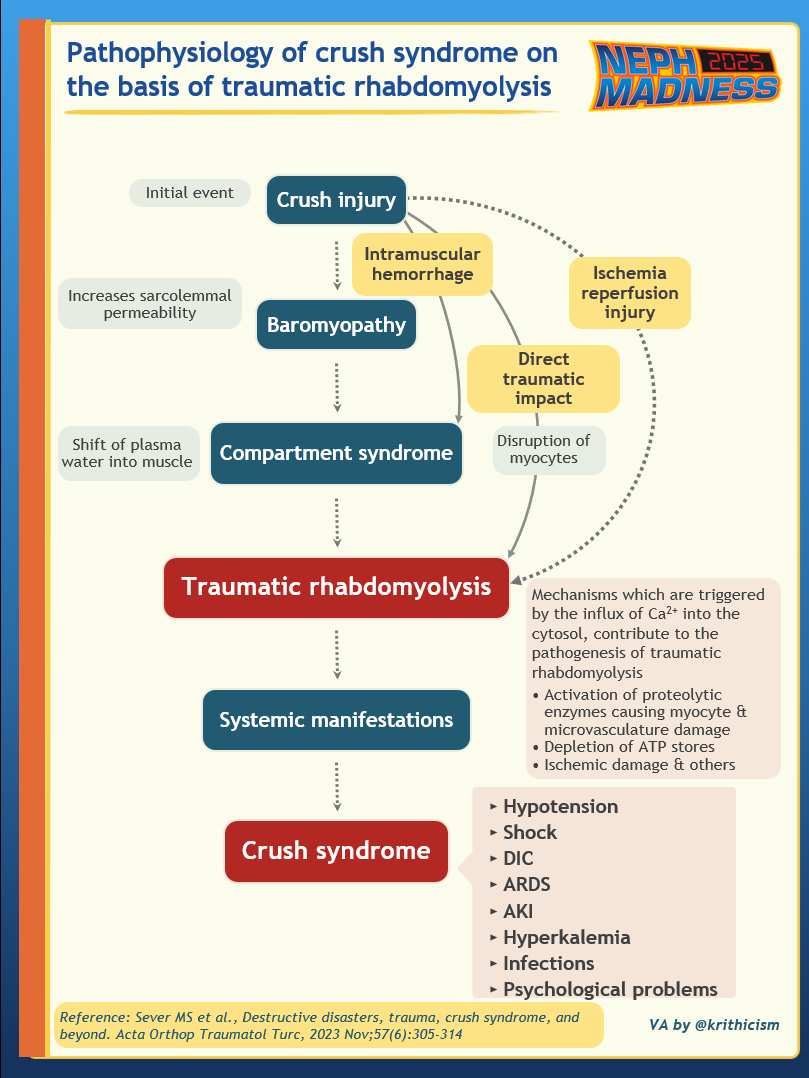 Pathophysiology of crush syndrome on
the basis of traumatic rhabdomyolysis
NEPH 2025
MADNESS
Initial event
Crush injury
Intramuscular
hemorrhage
Ischemia
reperfusion
injury
Increases sarcolemmal
permeability
Baromyopathy
Direct
traumatic
impact
Shift of plasma
water into muscle
Compartment syndrome
Disruption of
myocytes
Traumatic rhabdomyolysis
Mechanisms which are triggered
by the influx of Ca²⁺ into the
cytosol, contribute to the
pathogenesis of traumatic
rhabdomyolysis
• Activation of proteolytic
enzymes causing myocyte &
microvasculature damage
• Depletion of ATP stores
• Ischemic damage & others
Systemic manifestations
Crush syndrome
► Hypotension
► Shock
► DIC
► ARDS
► AKI
► Hyperkalemia
► Infections
► Psychological problems
Reference: Sever MS et al., Destructive disasters, trauma, crush syndrome, and
beyond. Acta Orthop Traumatol Turc, 2023 Nov;57(6):305-314
VA by @krithicism